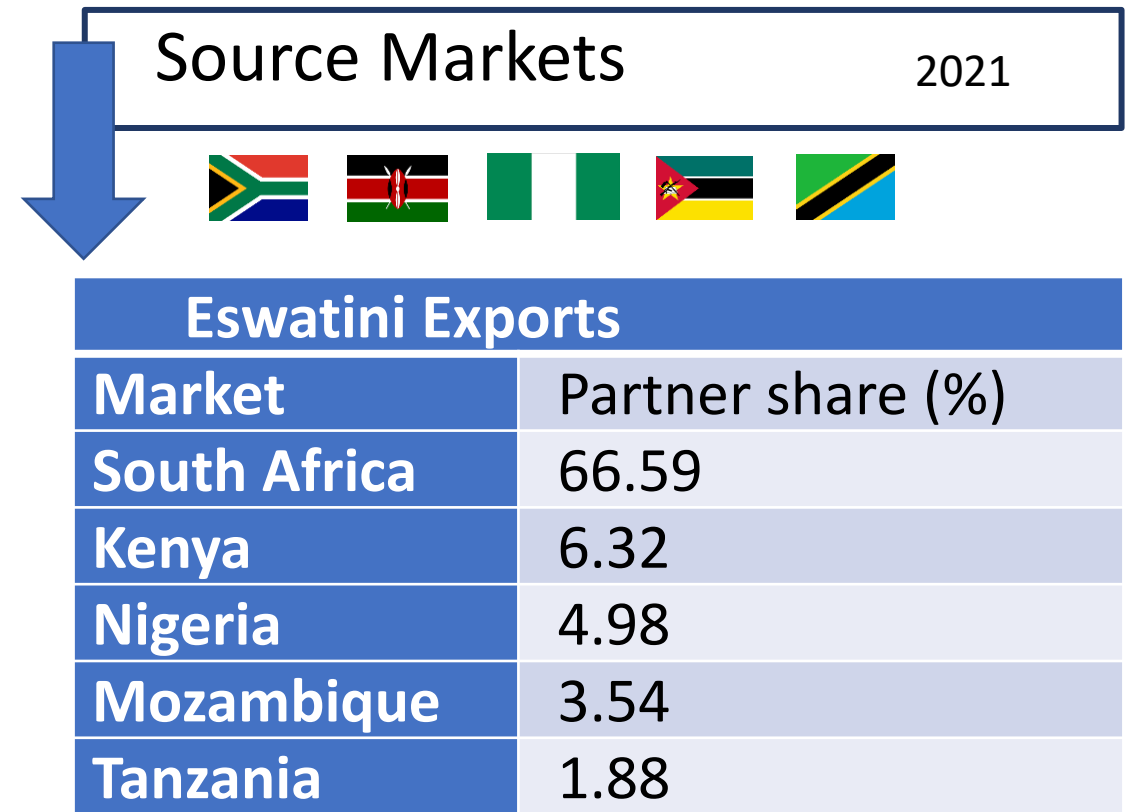 Source Markets 2021
Eswatini Exports
Market Partner share (%)
South Africa 66.59
Kenya 6.32
Nigeria 4.98
Mozambique 3.54
Tanzania 1.88